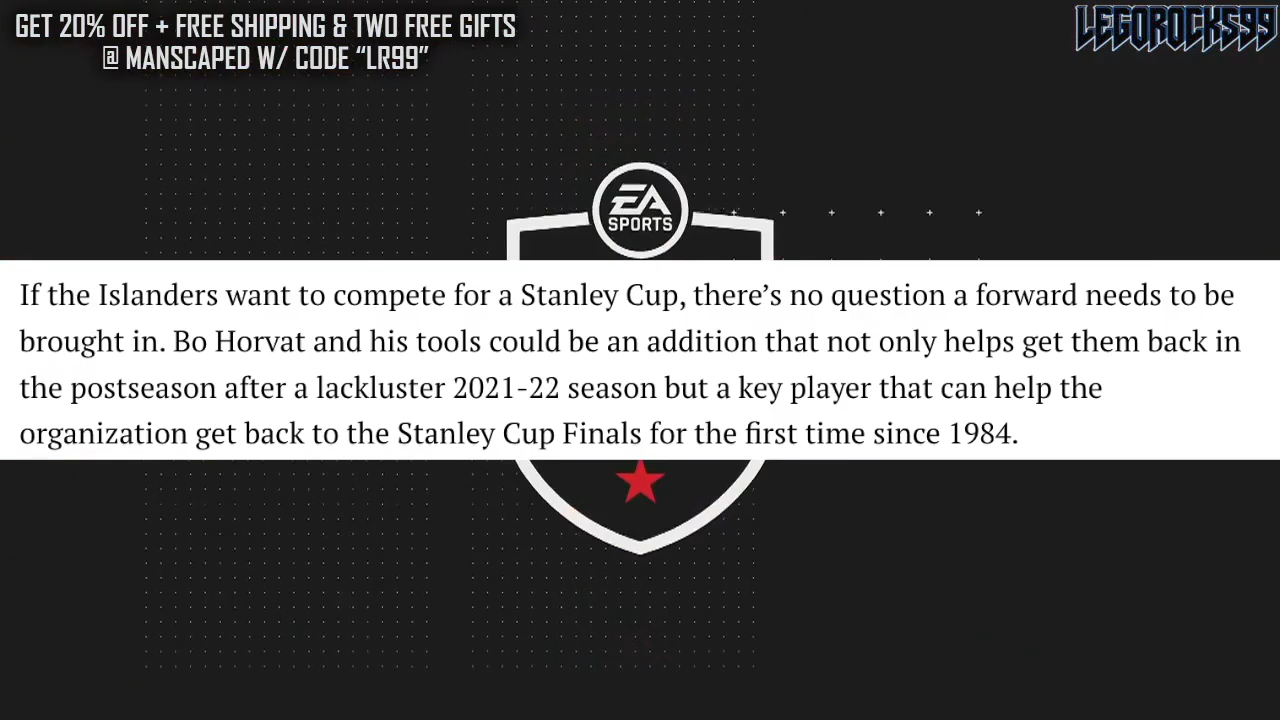 GET 20% OFF + FREE SHIPPING & TWO FREE GIFTS
@ MANSCAPED W/ CODE “LR99”
LEGOROCKS99
EA
SPORTS
If the Islanders want to compete for a Stanley Cup, there’s no question a forward needs to be
brought in. Bo Horvat and his tools could be an addition that not only helps get them back in
the postseason after a lackluster 2021-22 season but a key player that can help the
organization get back to the Stanley Cup Finals for the first time since 1984.